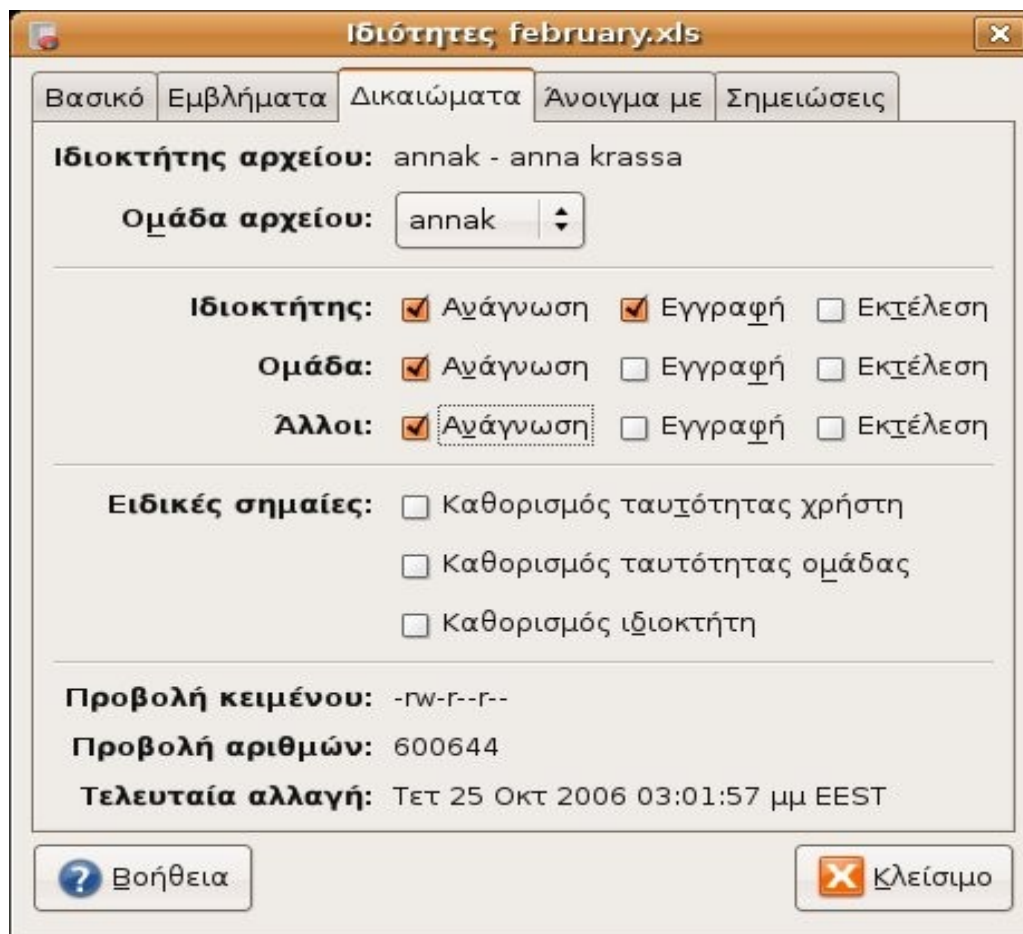 Ιδιότητες february.xls
Βασικό Εμβλήματα Δικαιώματα Άνοιγμα με Σημειώσεις
Ιδιοκτήτης αρχείου: annak - anna krassa
Ομάδα αρχείου: annak
Ιδιοκτήτης: Ανάγνωση Εγγραφή Εκτέλεση
Ομάδα: Ανάγνωση Εγγραφή Εκτέλεση
Άλλοι: Ανάγνωση Εγγραφή Εκτέλεση
Ειδικές σημαίες: Καθορισμός ταυτότητας χρήστη
Καθορισμός ταυτότητας ομάδας
Καθορισμός ιδιοκτήτη
Προβολή κειμένου: -rw-r--r--
Προβολή αριθμών: 600644
Τελευταία αλλαγή: Τετ 25 Οκτ 2006 03:01:57 μμ EEST
Βοήθεια Κλείσιμο